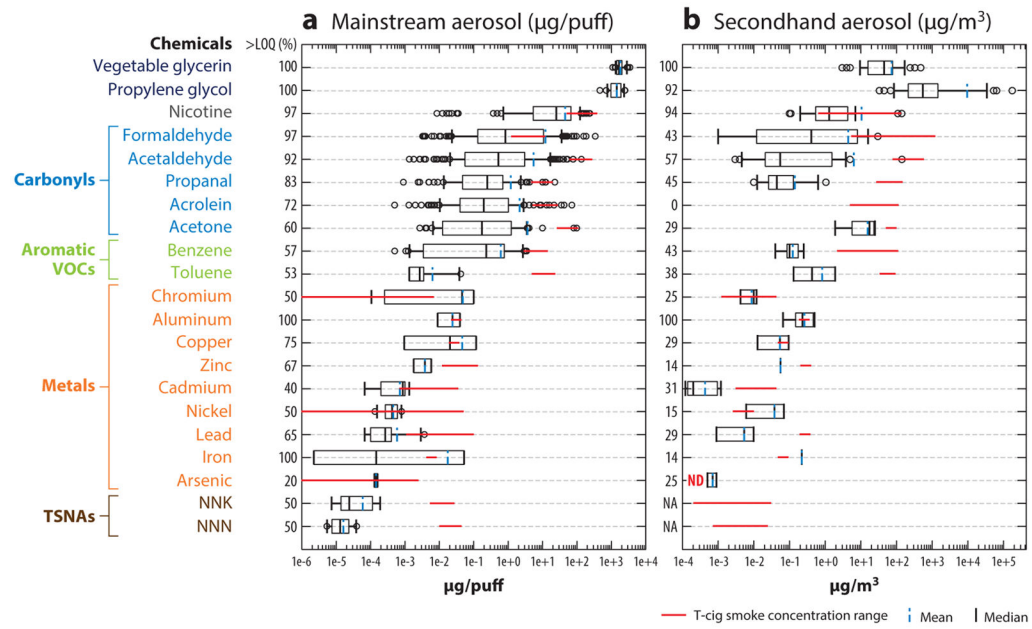 a Mainstream aerosol (µg/puff) b Secondhand aerosol (µg/m³)
Chemicals >LOQ (%)
Vegetable glycerin 100 100
Propylene glycol 100 92
Nicotine 97 94
Formaldehyde 97 43
Acetaldehyde 92 57
Carbonyls Propanal 83 45
Acrolein 72 0
Acetone 60 29
Aromatic VOCs Benzene 57 43
Toluene 53 38
Chromium 50 25
Aluminum 100 100
Copper 75 29
Zinc 67 14
Metals Cadmium 40 31
Nickel 50 15
Lead 65 29
Iron 100 14
Arsenic 20 25 ND
TSNAs NNK 50 NA
NNN 50 NA
1e-6 1e-5 1e-4 1e-3 1e-2 1e-1 1e+0 1e+1 1e+2 1e+3 1e+4 1e-4 1e-3 1e-2 1e-1 1e+0 1e+1 1e+2 1e+3 1e+4 1e+5
µg/puff µg/m³
T-cig smoke concentration range Mean Median